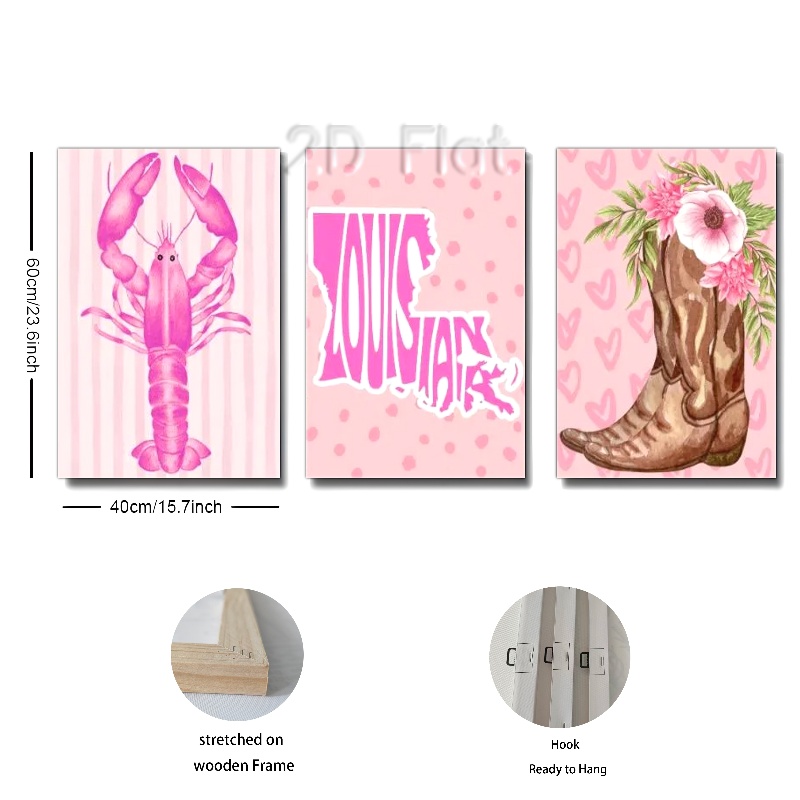 2D Flat
60cm/23.6inch
LOUISIANA
40cm/15.7inch
stretched on
wooden Frame
Hook
Ready to Hang